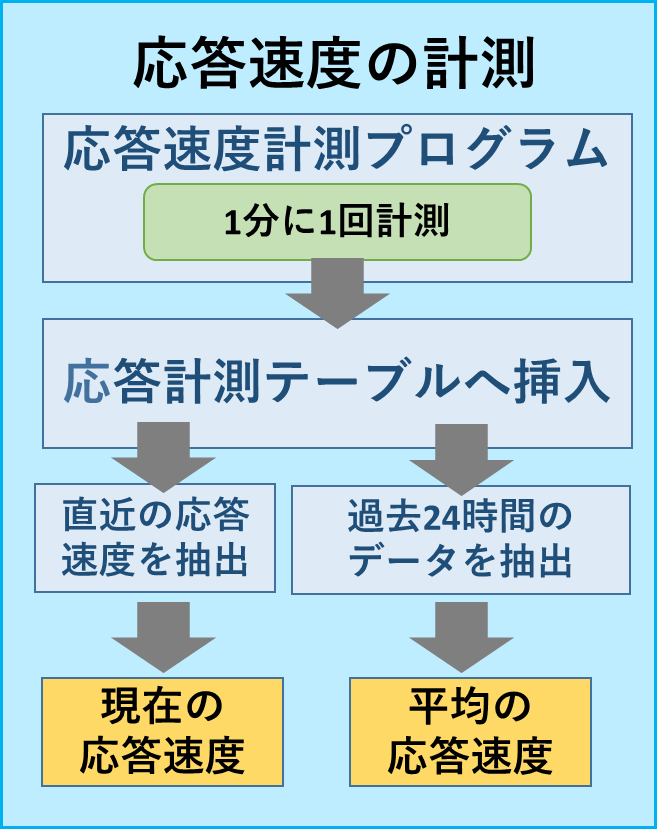 応答速度の計測
応答速度計測プログラム
1分に1回計測
応答計測テーブルへ挿入
直近の応答
速度を抽出
過去24時間の
データを抽出
現在の
応答速度
平均の
応答速度